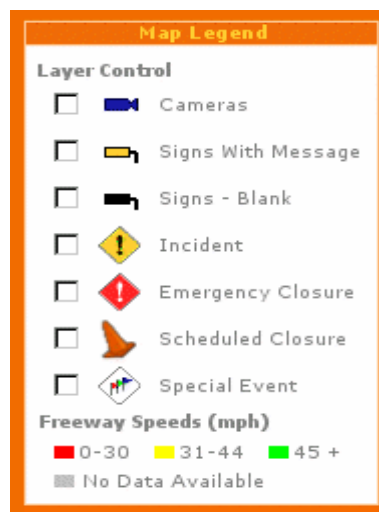 Map Legend
Layer Control
Cameras
Signs With Message
Signs - Blank
Incident
Emergency Closure
Scheduled Closure
Special Event
Freeway Speeds (mph)
0-30 31-44 45 +
No Data Available